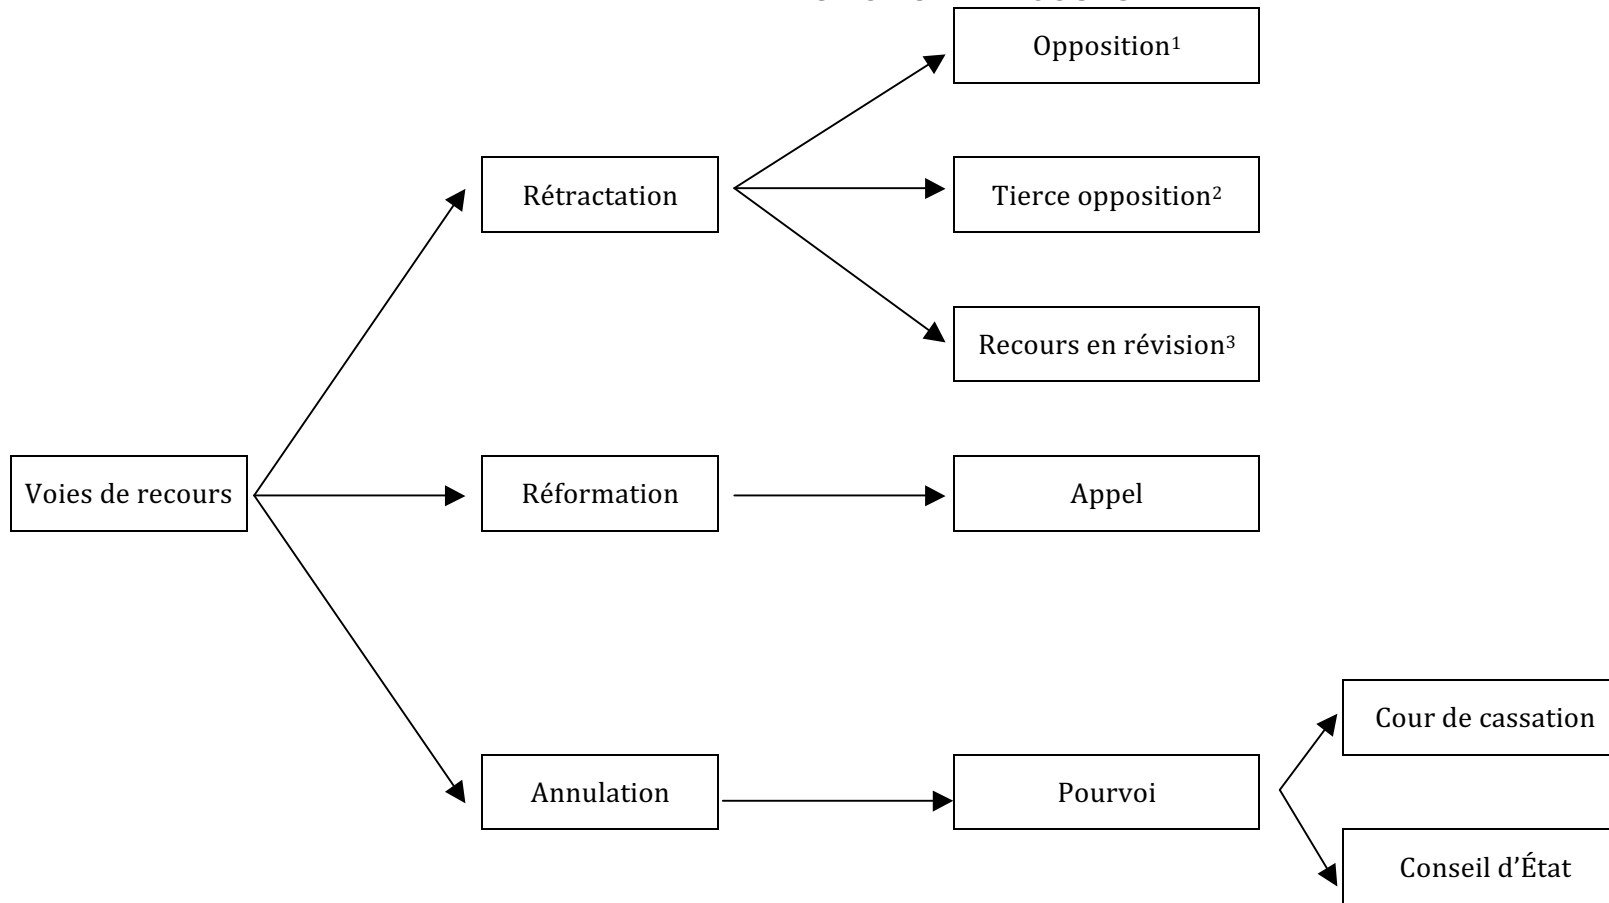 Opposition¹
Rétractation
Tierce opposition²
Recours en révision³
Voies de recours
Réformation
Appel
Cour de cassation
Annulation
Pourvoi
Conseil d’État